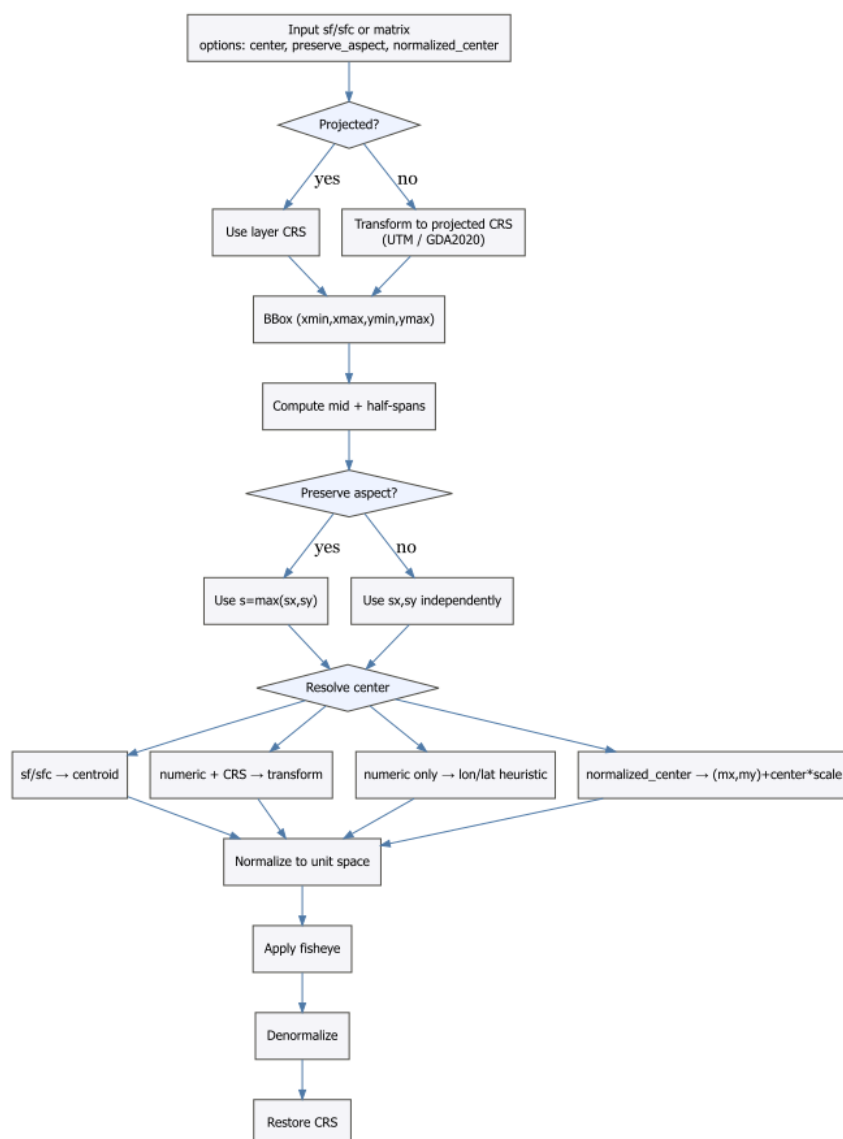 Input sf/sfc or matrix
options: center, preserve_aspect, normalized_center
Projected?
yes
no
Use layer CRS
Transform to projected CRS
(UTM / GDA2020)
BBox (xmin,xmax,ymin,ymax)
Compute mid + half-spans
Preserve aspect?
yes
no
Use s=max(sx,sy)
Use sx,sy independently
Resolve center
sf/sfc → centroid
numeric + CRS → transform
numeric only → lon/lat heuristic
normalized_center → (mx,my)+center*scale
Normalize to unit space
Apply fisheye
Denormalize
Restore CRS